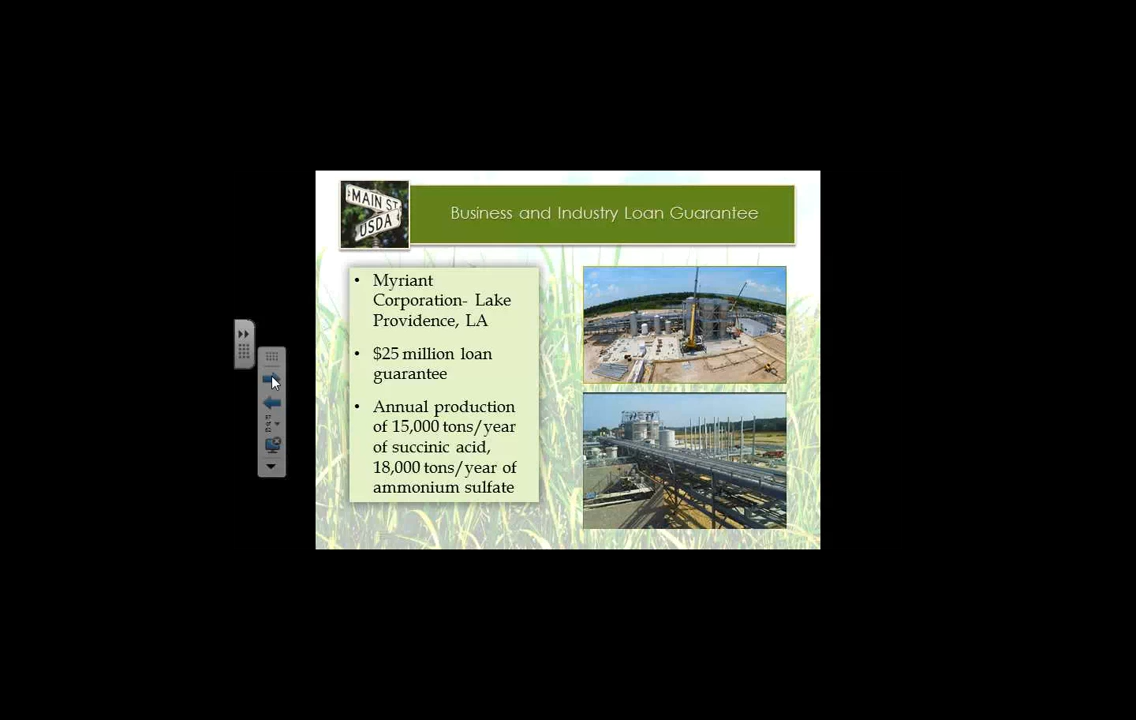 MAIN ST
USDA
Business and Industry Loan Guarantee
• Myriant
Corporation- Lake
Providence, LA
• $25 million loan
guarantee
• Annual production
of 15,000 tons/year
of succinic acid,
18,000 tons/year of
ammonium sulfate